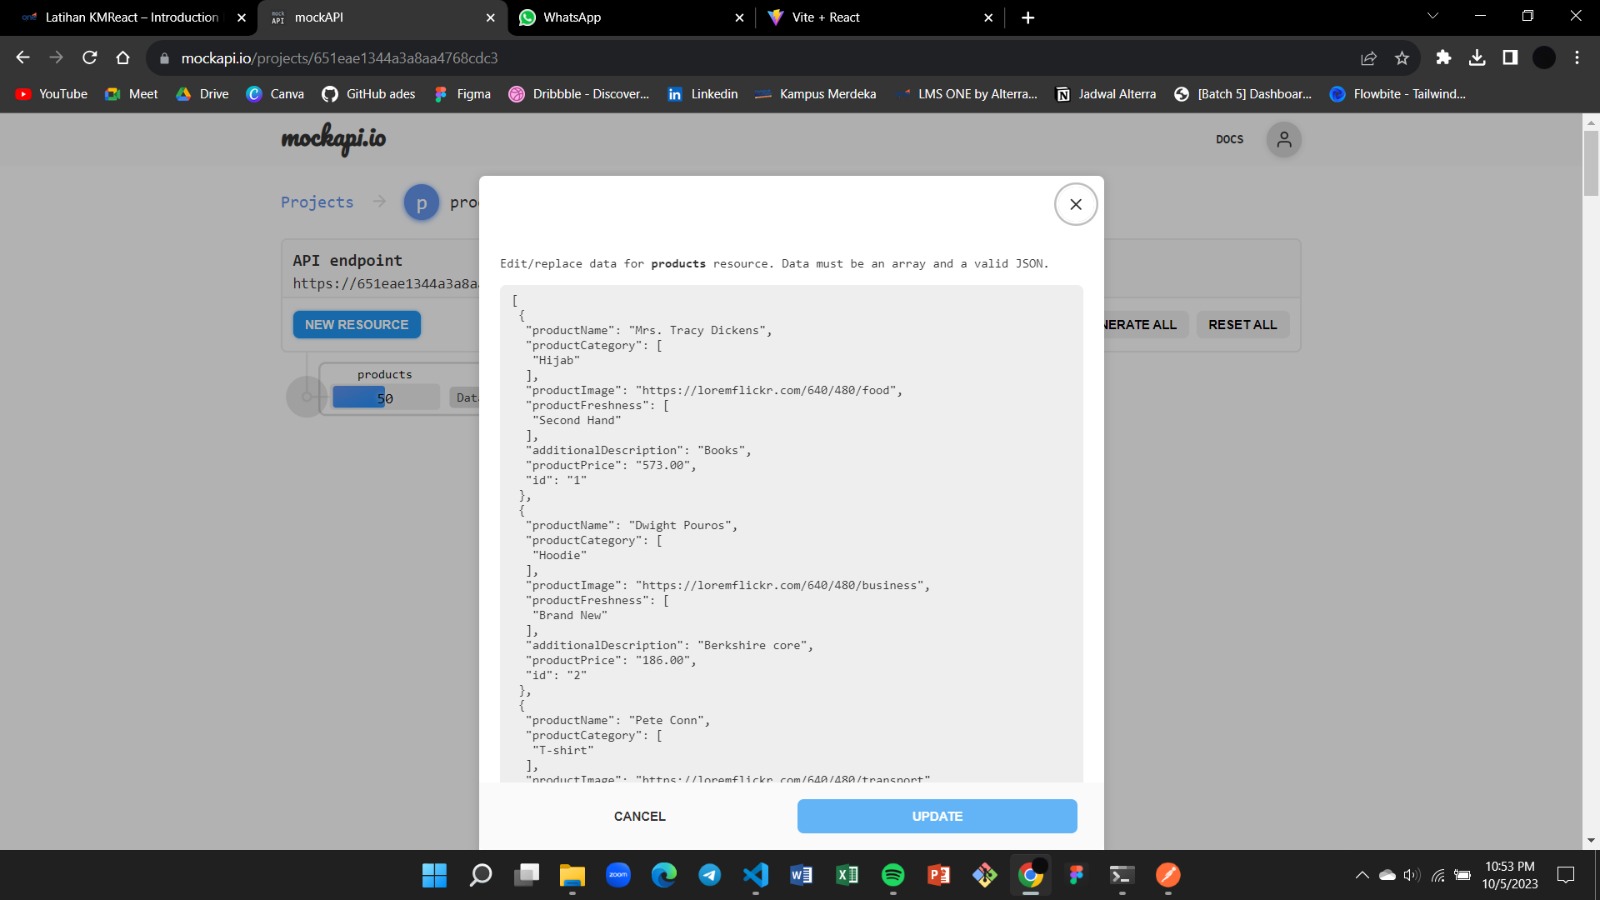 Latihan KMReact – Introduction
mockAPI
WhatsApp
Vite + React
mockapi.io/projects/651eae1344a3a8aa4768cdc3
YouTube
Meet
Drive
Canva
GitHub ades
Figma
Dribbble - Discover...
Linkedin
Kampus Merdeka
LMS ONE by Alterra...
Jadwal Alterra
[Batch 5] Dashboar...
Flowbite - Tailwind...
mockapi.io
DOCS
Projects
p
pro
API endpoint
https://651eae1344a3a8a
NEW RESOURCE
NERATE ALL
RESET ALL
products
50
Data
Edit/replace data for products resource. Data must be an array and a valid JSON.
[
{
"productName": "Mrs. Tracy Dickens",
"productCategory": [
"Hijab"
],
"productImage": "https://loremflickr.com/640/480/food",
"productFreshness": [
"Second Hand"
],
"additionalDescription": "Books",
"productPrice": "573.00",
"id": "1"
},
{
"productName": "Dwight Pouros",
"productCategory": [
"Hoodie"
],
"productImage": "https://loremflickr.com/640/480/business",
"productFreshness": [
"Brand New"
],
"additionalDescription": "Berkshire core",
"productPrice": "186.00",
"id": "2"
},
{
"productName": "Pete Conn",
"productCategory": [
"T-shirt"
],
"productImage": "https://loremflickr.com/640/480/transport"
CANCEL
UPDATE
zoom
10:53 PM
10/5/2023